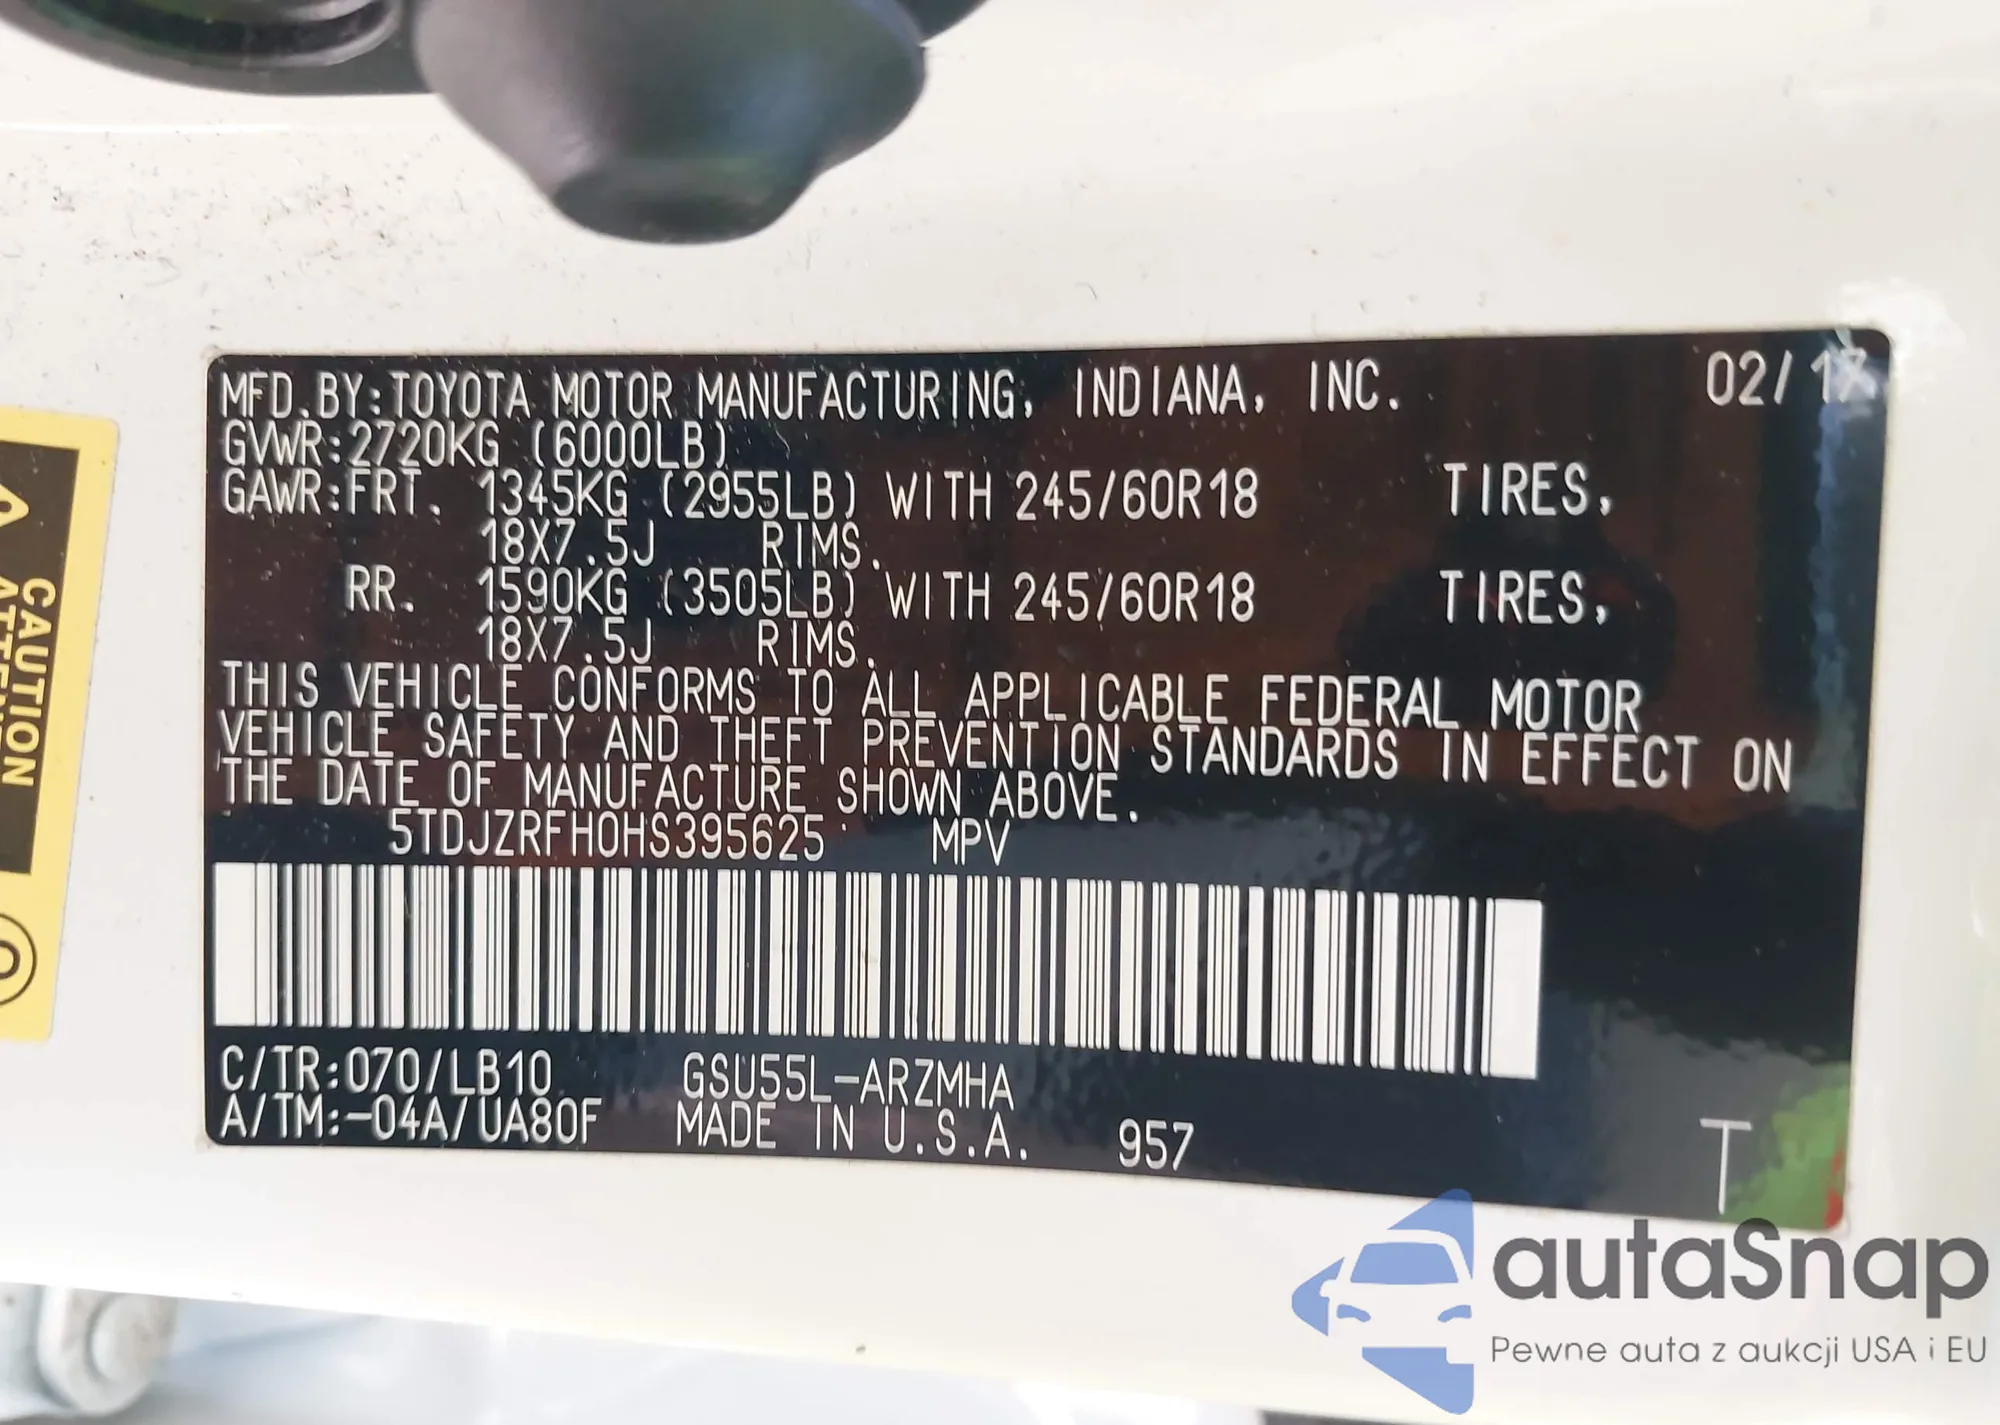 MFD.BY:TOYOTA MOTOR MANUFACTURING, INDIANA, INC. 02/17
GVWR:2720KG (6000LB)
GAWR:FRT. 1345KG (2955LB) WITH 245/60R18 TIRES,
18X7.5J RIMS.
RR. 1590KG (3505LB) WITH 245/60R18 TIRES,
18X7.5J RIMS.
THIS VEHICLE CONFORMS TO ALL APPLICABLE FEDERAL MOTOR
VEHICLE SAFETY AND THEFT PREVENTION STANDARDS IN EFFECT ON
THE DATE OF MANUFACTURE SHOWN ABOVE.
5TDJZRFH0HS395625 MPV
C/TR:070/LB10 GSU55L-ARZMHA
A/TM:-04A/UA80F MADE IN U.S.A. 957
T
CAUTION
autaSnap
Pewne auta z aukcji USA i EU